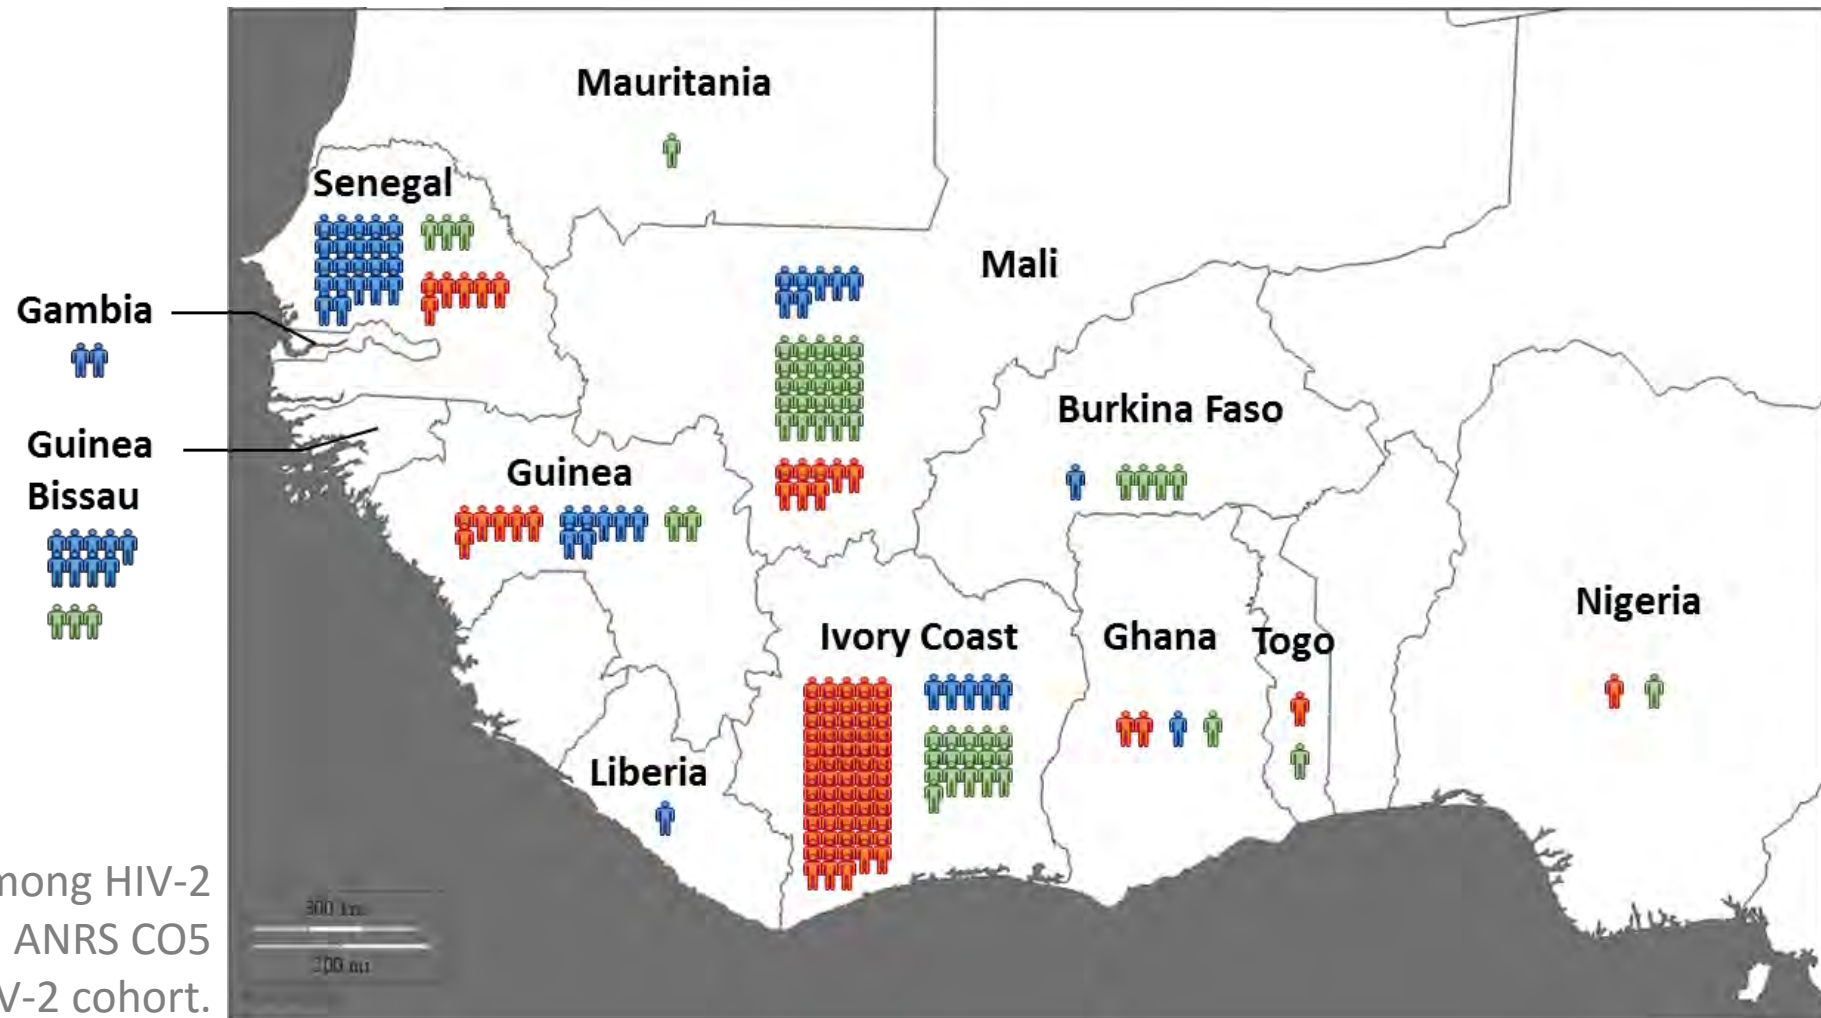 Mauritania
Senegal
Mali
Gambia
Burkina Faso
Guinea
Bissau
Guinea
Nigeria
Ivory Coast
Ghana
Togo
Liberia
mong HIV-2
ANRS CO5
V-2 cohort.